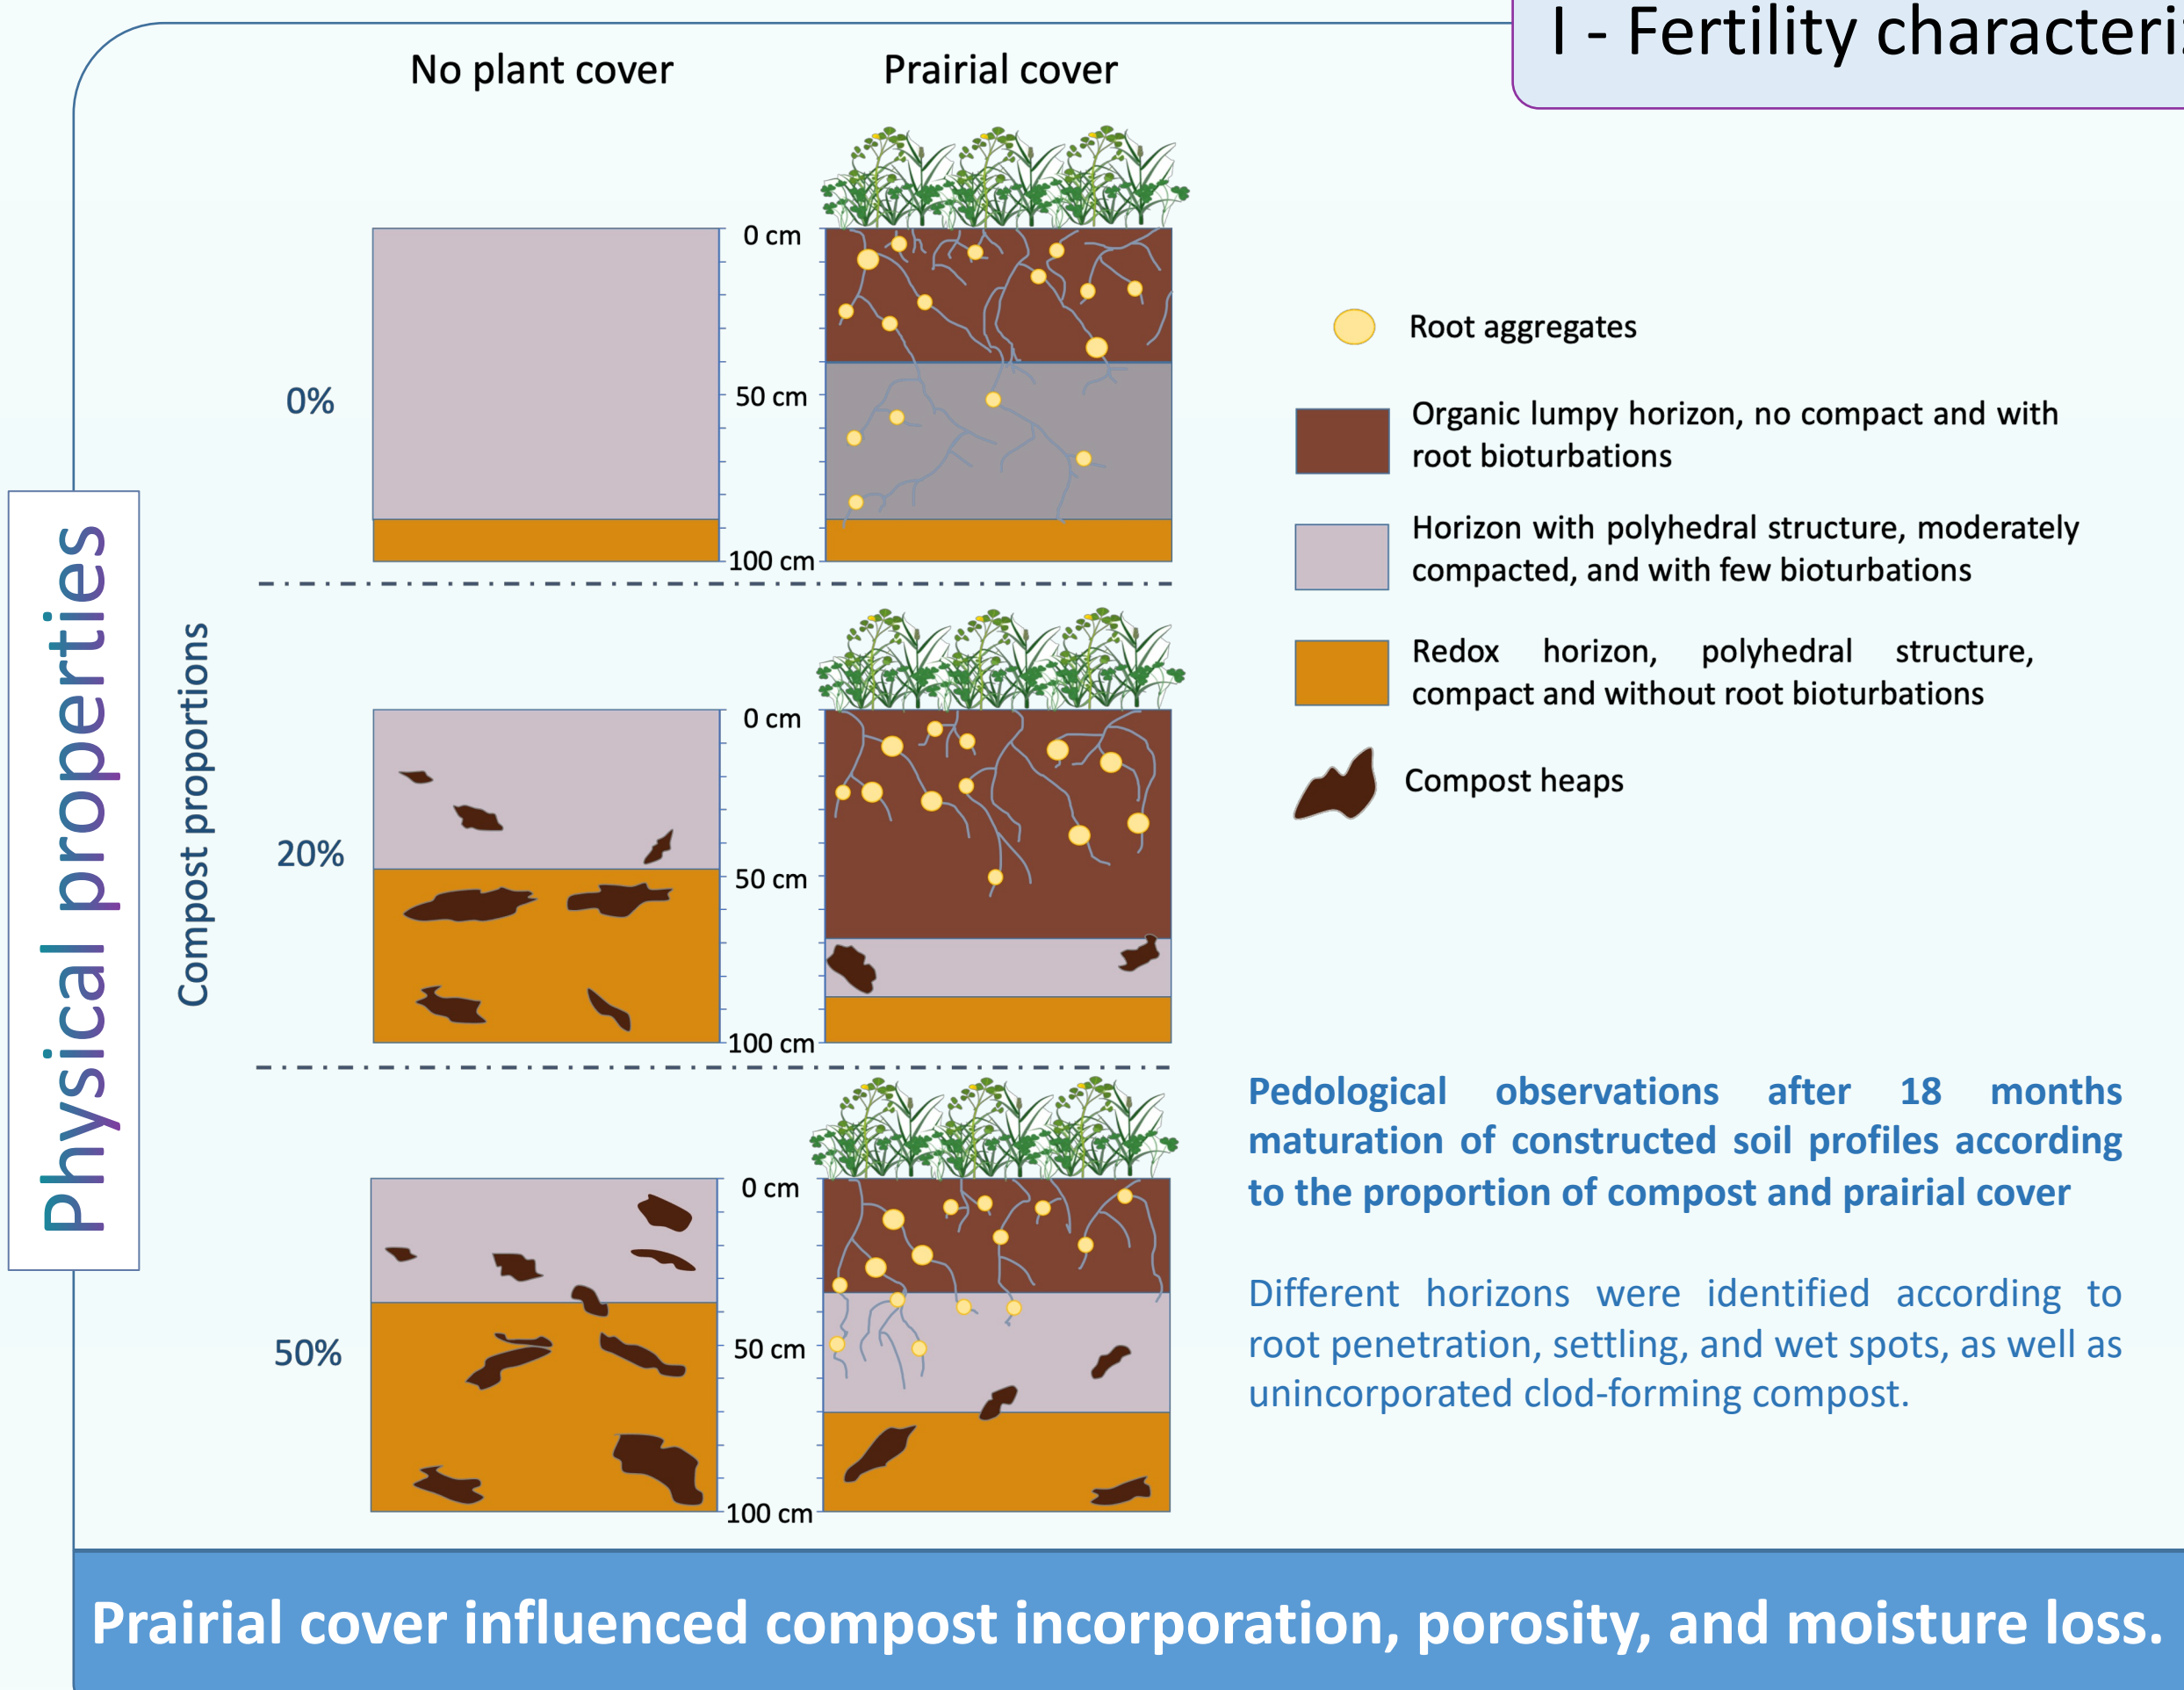 I - Fertility characteri
No plant cover
Prairial cover
Physical properties
Compost proportions
0%
0 cm
50 cm
100 cm
20%
0 cm
50 cm
100 cm
50%
0 cm
50 cm
100 cm
Root aggregates
Organic lumpy horizon, no compact and with
root bioturbations
Horizon with polyhedral structure, moderately
compacted, and with few bioturbations
Redox horizon, polyhedral structure,
compact and without root bioturbations
Compost heaps
Pedological observations after 18 months
maturation of constructed soil profiles according
to the proportion of compost and prairial cover
Different horizons were identified according to
root penetration, settling, and wet spots, as well as
unincorporated clod-forming compost.
Prairial cover influenced compost incorporation, porosity, and moisture loss.